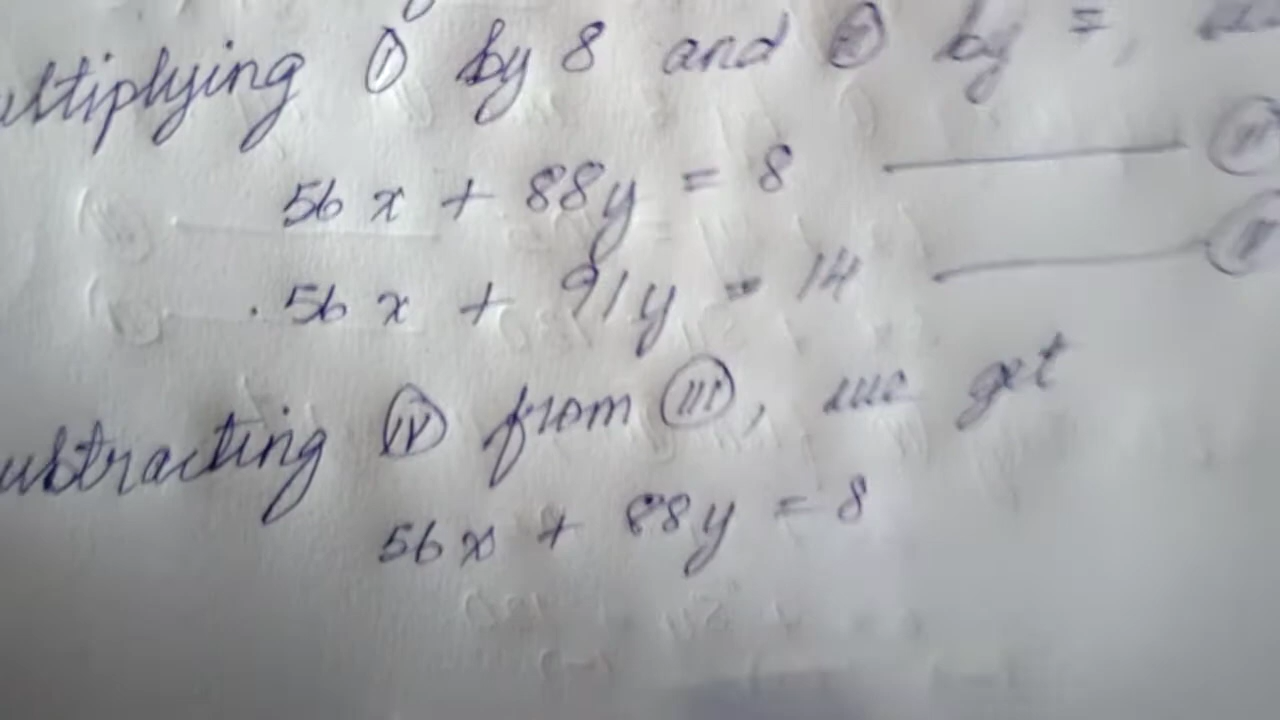 ultiplying (i) by 8 and (ii) by 7,
56x + 88y = 8 (iii)
56x + 91y = 14
ubtracting (iv) from (iii), we get
56x + 88y = 8